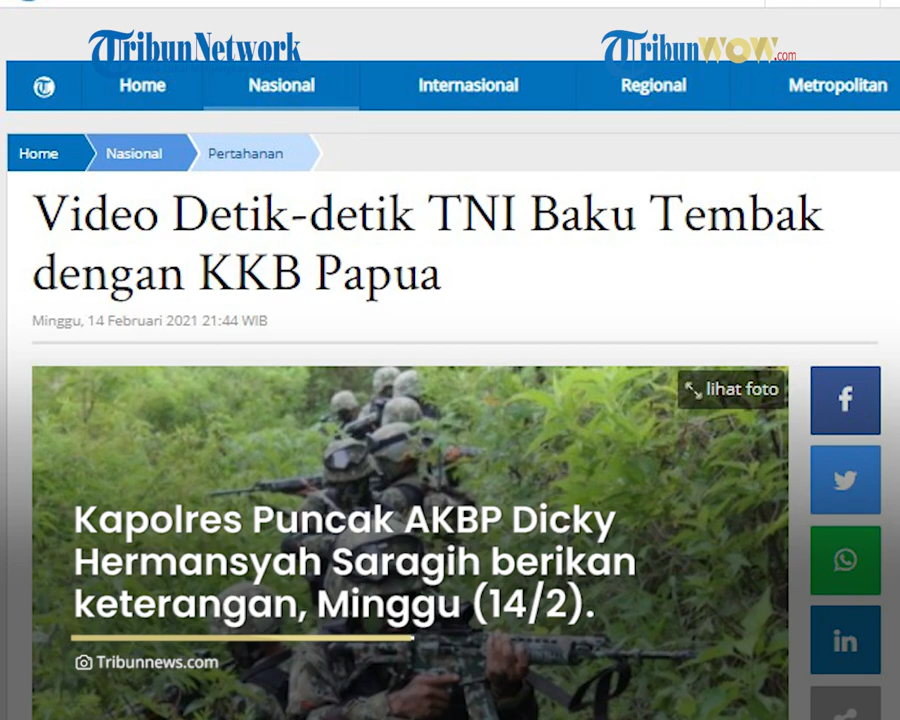 TribunNetwork
TribunWOW.com
Home Nasional Internasional Regional Metropolitan
Home Nasional Pertahanan
Video Detik-detik TNI Baku Tembak
dengan KKB Papua
Minggu, 14 Februari 2021 21:44 WIB
lihat foto
Kapolres Puncak AKBP Dicky
Hermansyah Saragih berikan
keterangan, Minggu (14/2).
Tribunnews.com